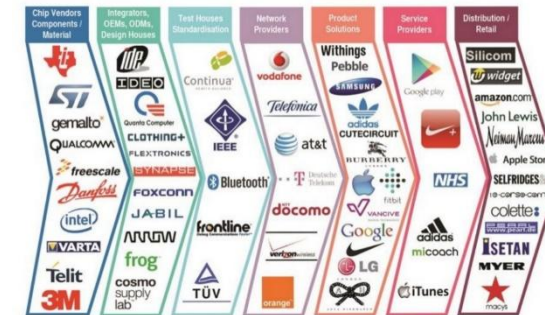 Chip Vendors
Components /
Material
Integrators,
OEMs, ODMs,
Design Houses
Test Houses
Standardisation
Network
Providers
Product
Solutions
Service
Providers
Distribution /
Retail
gemalto
QUALCOMM
freescale
Danfoss
intel
VARTA
Telit
3M
IDEO
Quanta Computer
CLOTHING+
FLEXTRONICS
SYNAPSE
FOXCONN
JABIL
ARROW
frog
cosmo
supply
lab
Continua
IEEE
Bluetooth
frontline
TÜV
vodafone
Telefónica
at&t
Deutsche
Telekom
döcomo
verizon
orange
Withings
Pebble
SAMSUNG
adidas
CUTECIRCUIT
BURBERRY
fitbit
VANCIVE
Google
LG
Google play
NHS
adidas
micoach
iTunes
Silicom
widget
amazon.com
John Lewis
Neiman Marcus
Apple Store
SELFRIDGES
colette:
ISETAN
MYER
macys